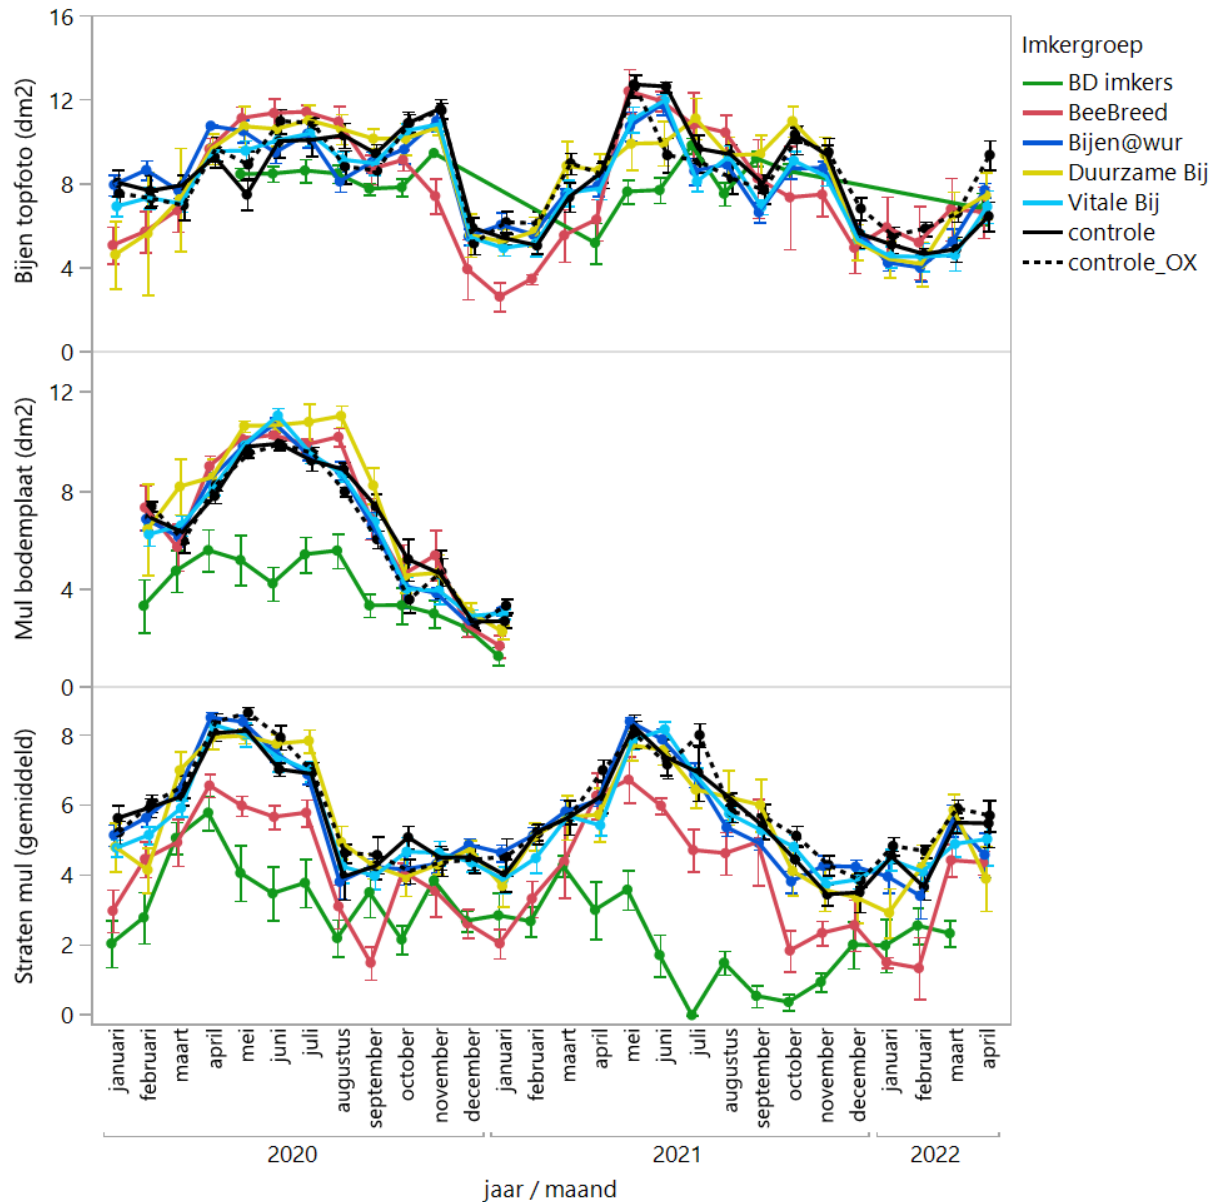 Imkergroep
BD imkers
BeeBreed
Bijen@wur
Duurzame Bij
Vitale Bij
controle
controle_OX
Bijen topfoto (dm2)
16
12
8
4
0
Mul bodemplaat (dm2)
12
8
4
0
Straten mul (gemiddeld)
8
6
4
2
0
januari
februari
maart
april
mei
juni
juli
augustus
september
october
november
december
januari
februari
maart
april
mei
juni
juli
augustus
september
october
november
december
januari
februari
maart
april
2020
2021
2022
jaar / maand